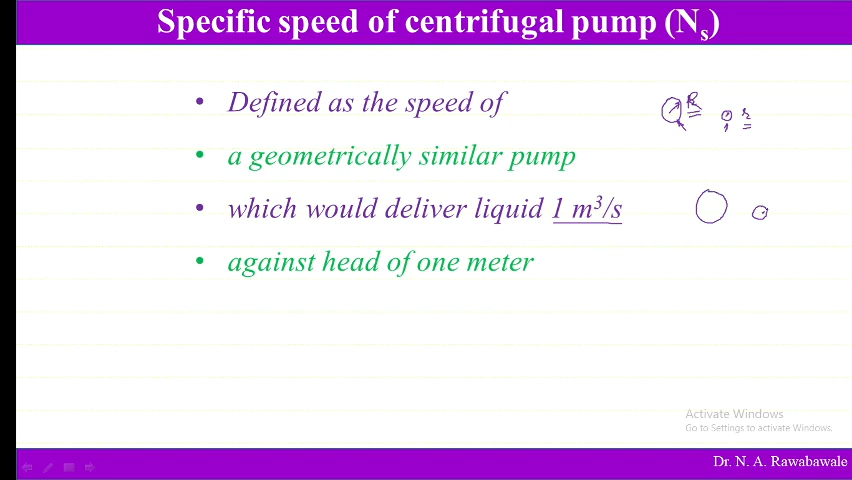 Specific speed of centrifugal pump (Nₛ)
• Defined as the speed of
• a geometrically similar pump
• which would deliver liquid 1 m³/s
• against head of one meter
R
r
Activate Windows
Go to Settings to activate Windows.
Dr. N. A. Rawabawale